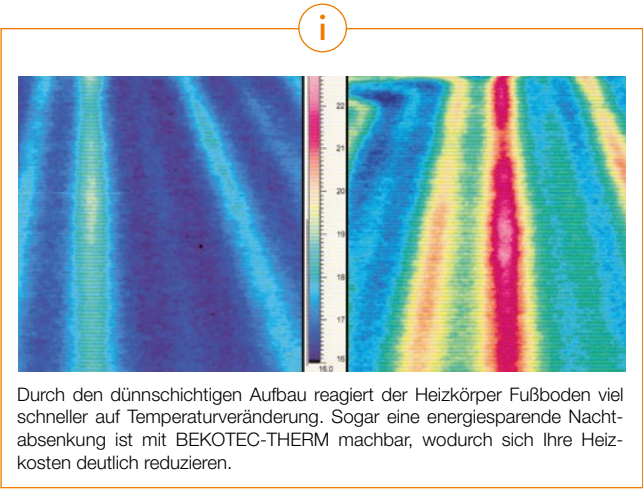 i
22
21
20
19
18
17
16
16.0
Durch den dünnschichtigen Aufbau reagiert der Heizkörper Fußboden viel
schneller auf Temperaturveränderung. Sogar eine energiesparende Nacht-
absenkung ist mit BEKOTEC-THERM machbar, wodurch sich Ihre Heiz-
kosten deutlich reduzieren.